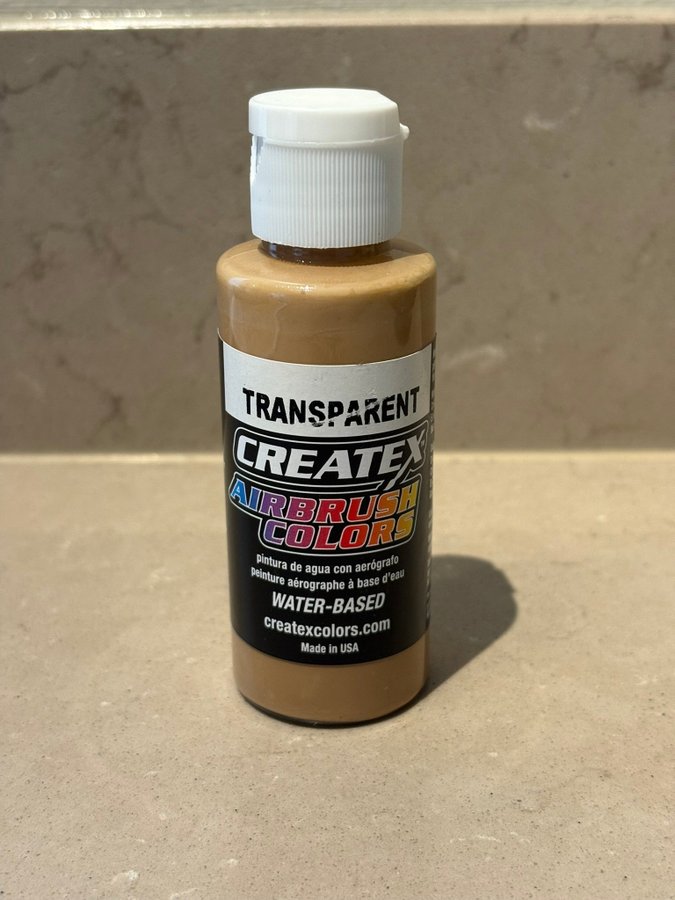 TRANSPARENT
CREATEX
AIRBRUSH
COLORS
pintura de agua con aerógrafo
peinture aérographe à base d'eau
WATER-BASED
createxcolors.com
Made in USA